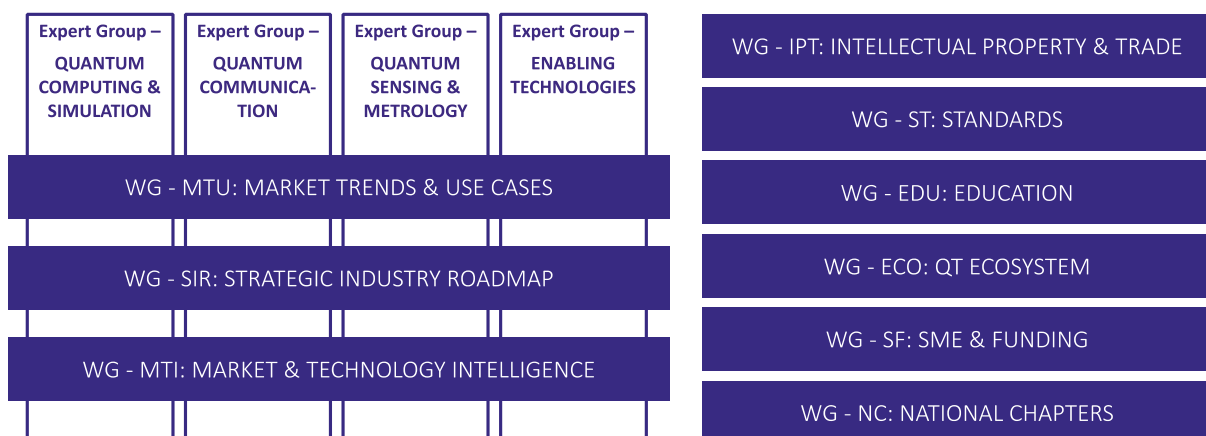 Expert Group –
QUANTUM
COMPUTING &
SIMULATION
Expert Group –
QUANTUM
COMMUNICA-
TION
Expert Group –
QUANTUM
SENSING &
METROLOGY
Expert Group –
ENABLING
TECHNOLOGIES
WG - MTU: MARKET TRENDS & USE CASES
WG - SIR: STRATEGIC INDUSTRY ROADMAP
WG - MTI: MARKET & TECHNOLOGY INTELLIGENCE
WG - IPT: INTELLECTUAL PROPERTY & TRADE
WG - ST: STANDARDS
WG - EDU: EDUCATION
WG - ECO: QT ECOSYSTEM
WG - SF: SME & FUNDING
WG - NC: NATIONAL CHAPTERS